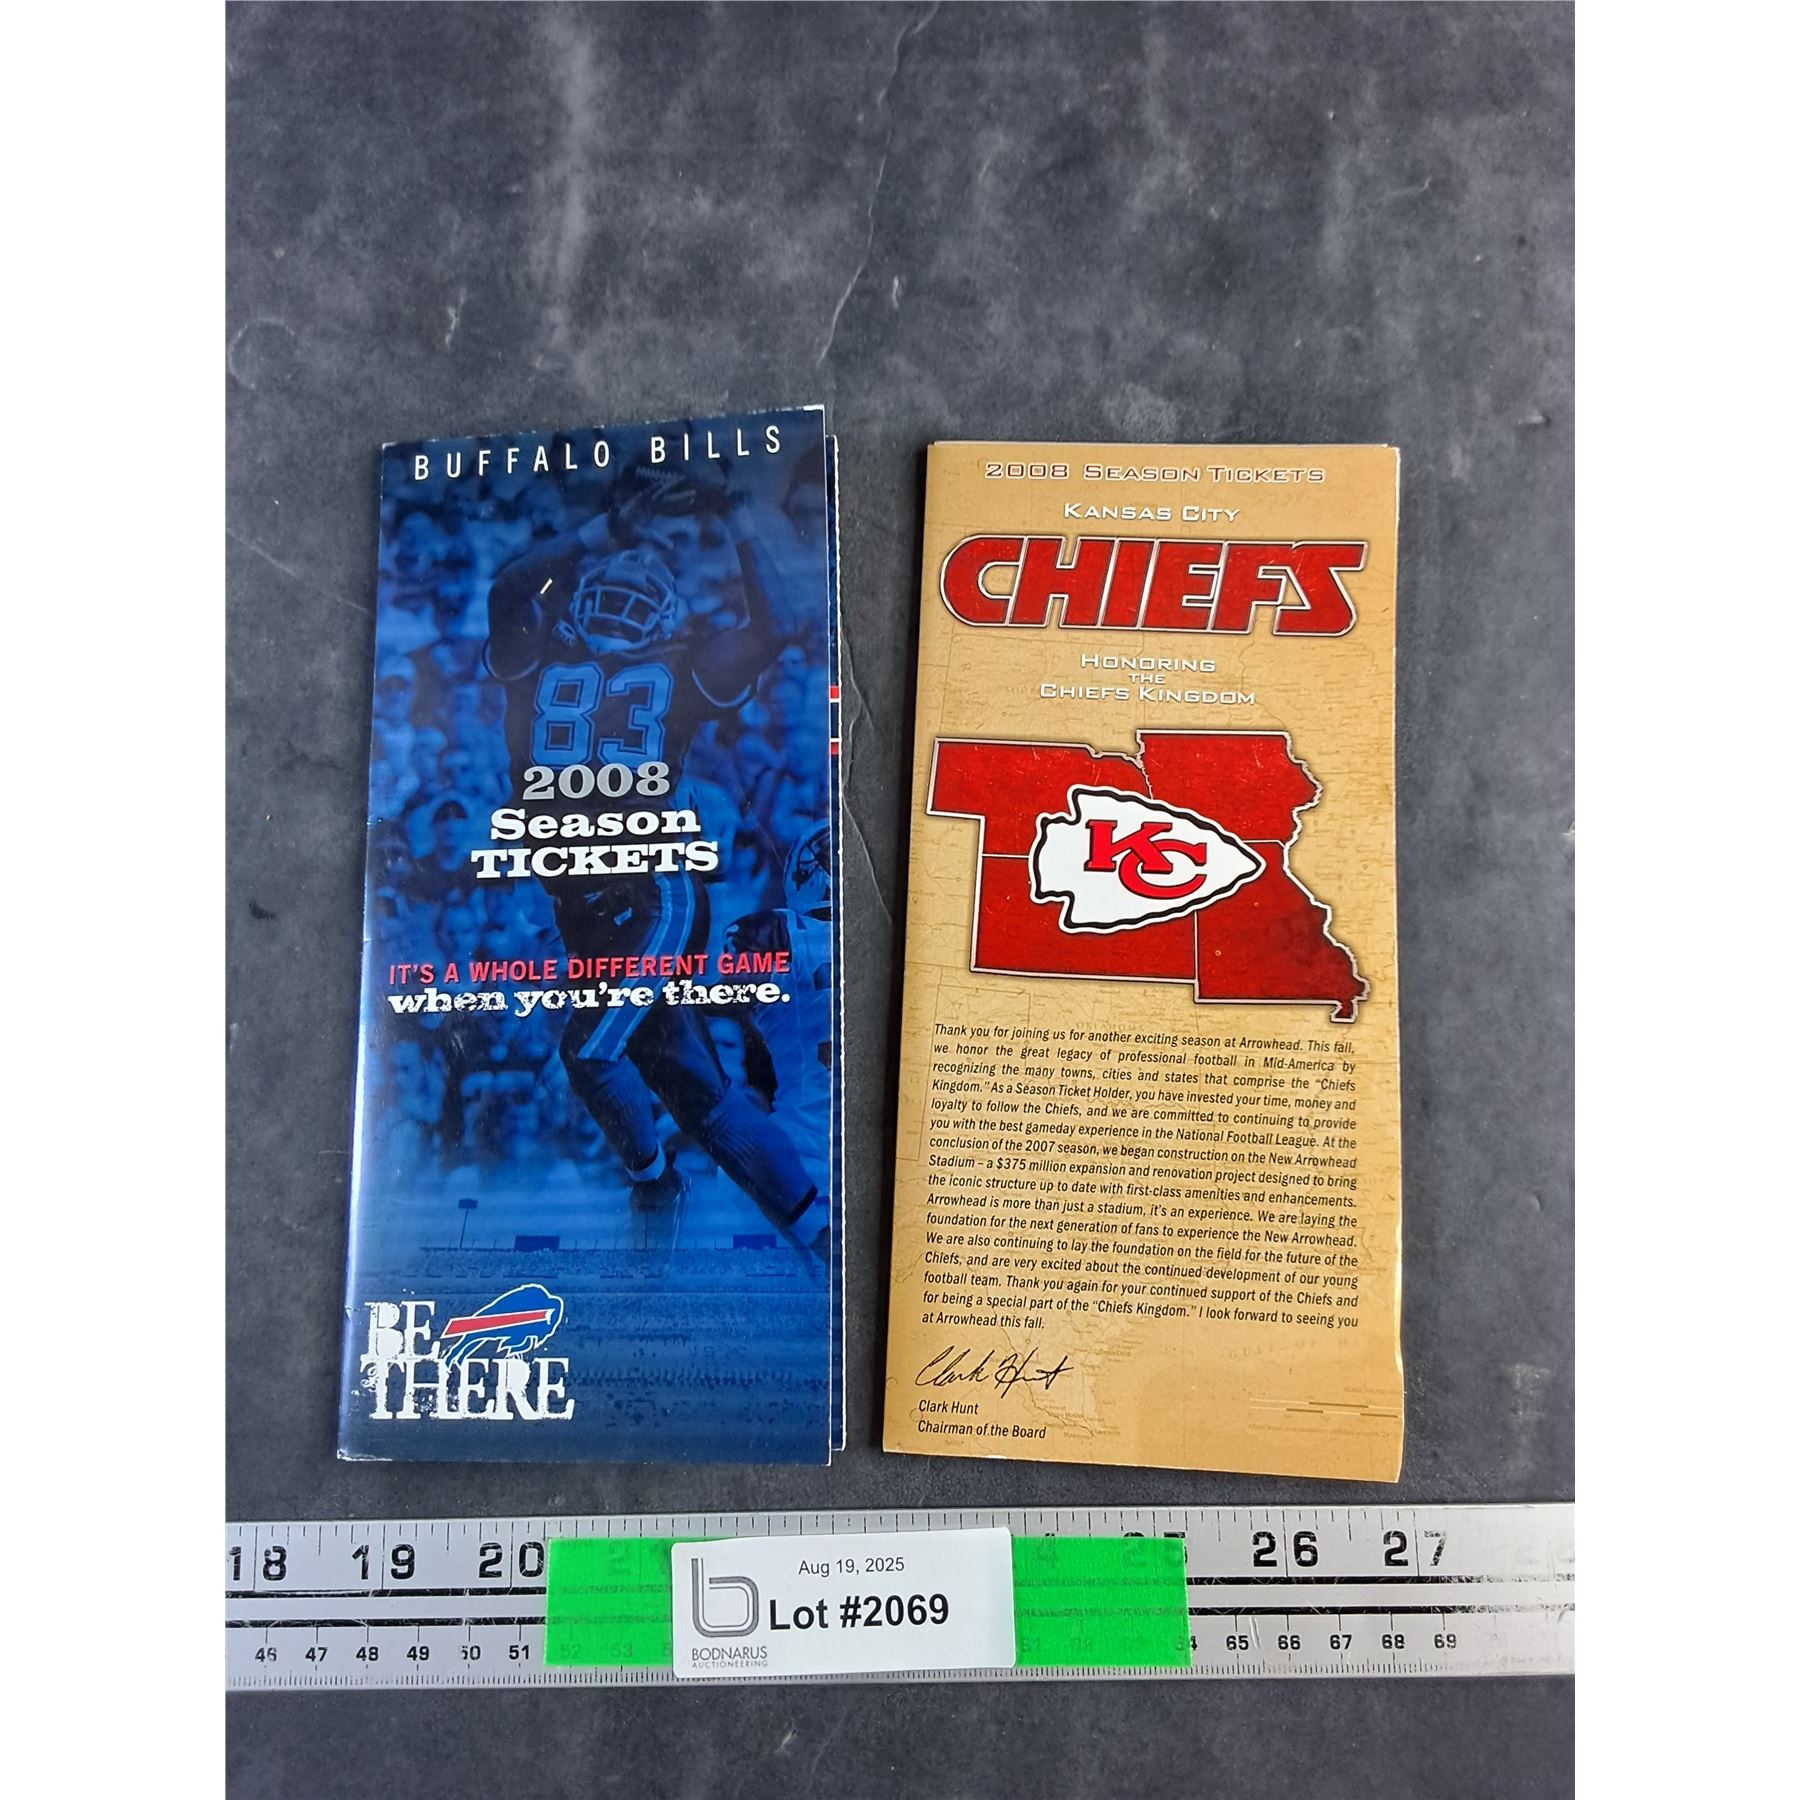 BUFFALO BILLS
83
2008
Season
TICKETS
IT'S A WHOLE DIFFERENT GAME
when you're there.
BE
THERE
2008 SEASON TICKETS
KANSAS CITY
CHIEFS
HONORING
THE
CHIEFS KINGDOM
KC
Thank you for joining us for another exciting season at Arrowhead. This fall,
we honor the great legacy of professional football in Mid-America by
recognizing the many towns, cities and states that comprise the "Chiefs
Kingdom." As a Season Ticket Holder, you have invested your time, money and
loyalty to follow the Chiefs, and we are committed to continuing to provide
you with the best gameday experience in the National Football League. At the
conclusion of the 2007 season, we began construction on the New Arrowhead
Stadium – a $375 million expansion and renovation project designed to bring
the iconic structure up to date with first-class amenities and enhancements.
Arrowhead is more than just a stadium, it's an experience. We are laying the
foundation for the next generation of fans to experience the New Arrowhead.
We are also continuing to lay the foundation on the field for the future of the
Chiefs, and are very excited about the continued development of our young
football team. Thank you again for your continued support of the Chiefs and
for being a special part of the "Chiefs Kingdom." I look forward to seeing you
at Arrowhead this fall.
Clark Hunt
Clark Hunt
Chairman of the Board
18 19 20 21 24 25 26 27
Aug 19, 2025
Lot #2069
BODNARUS
AUCTIONEERING
46 47 48 49 50 51 52 53 64 65 66 67 68 69